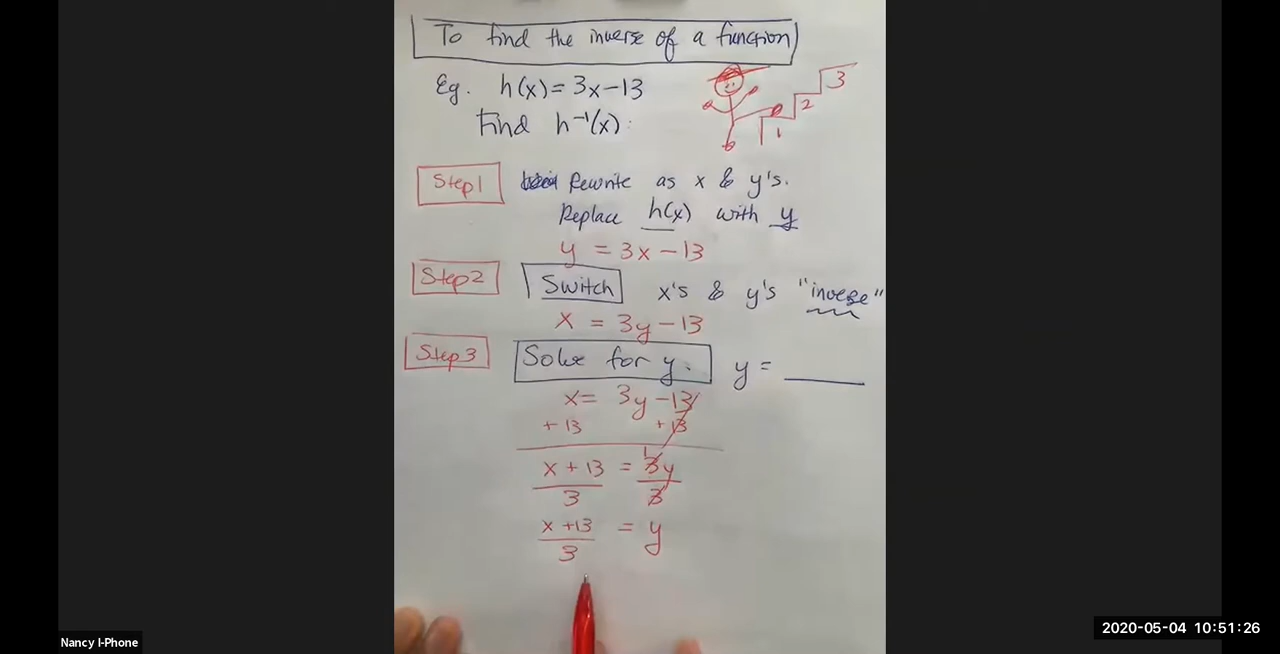 To find the inverse of a function
Eg. h(x) = 3x - 13
Find h⁻¹(x).
3
2
1
Step 1
Rewrite as x & y's.
Replace h(x) with y
y = 3x - 13
Step 2
Switch x's & y's "inverse"
x = 3y - 13
Step 3
Solve for y. y = ______
x = 3y - 13
+ 13 + 13
x + 13 = 3y
1
3 3
x + 13 = y
3
Nancy I-Phone
2020-05-04 10:51:26